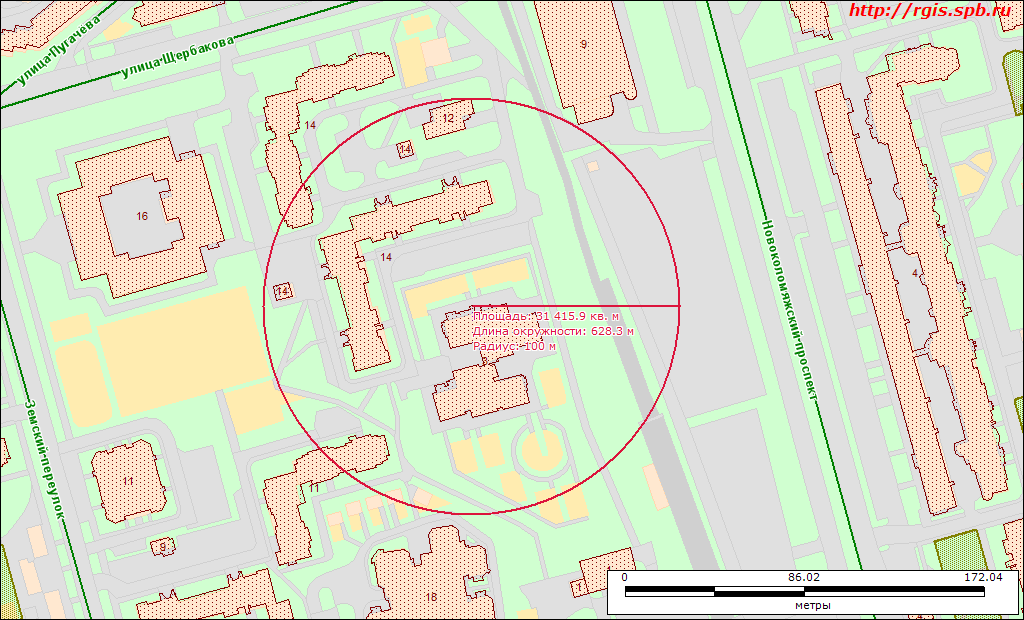 http://rgis.spb.ru
улица Пугачёва
улица Щербакова
9
14
12
14
16
14
4
14
Новоколомяжский проспект
Площадь: 31 415.9 кв. м
Длина окружности: 628.3 м
Радиус: 100 м
Земский переулок
11
11
9
18
1
4
0 86.02 172.04
метры